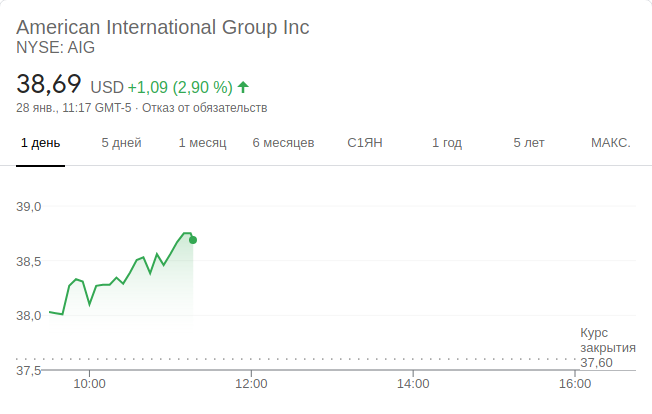 American International Group Inc
NYSE: AIG
38,69 USD +1,09 (2,90 %)
28 янв., 11:17 GMT-5 · Отказ от обязательств
1 день 5 дней 1 месяц 6 месяцев С1ЯН 1 год 5 лет МАКС.
39,0
38,5
38,0
Курс
закрытия
37,60
37,5
10:00 12:00 14:00 16:00